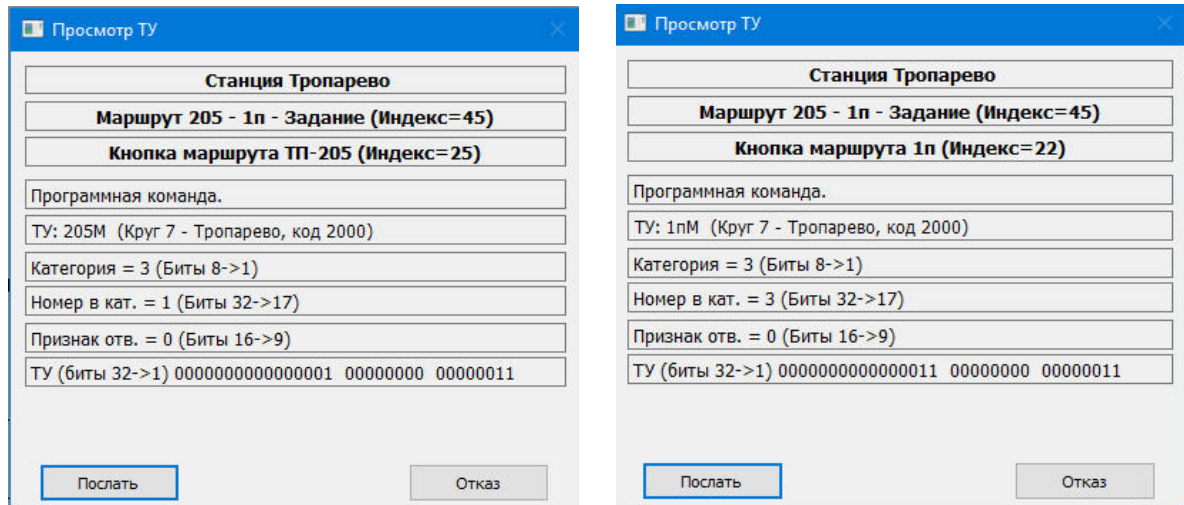 Просмотр ТУ
Станция Тропарево
Маршрут 205 - 1п - Задание (Индекс=45)
Кнопка маршрута ТП-205 (Индекс=25)
Программная команда.
ТУ: 205М (Круг 7 - Тропарево, код 2000)
Категория = 3 (Биты 8->1)
Номер в кат. = 1 (Биты 32->17)
Признак отв. = 0 (Биты 16->9)
ТУ (биты 32->1) 0000000000000001 00000000 00000011
Послать
Отказ
Просмотр ТУ
Станция Тропарево
Маршрут 205 - 1п - Задание (Индекс=45)
Кнопка маршрута 1п (Индекс=22)
Программная команда.
ТУ: 1пМ (Круг 7 - Тропарево, код 2000)
Категория = 3 (Биты 8->1)
Номер в кат. = 3 (Биты 32->17)
Признак отв. = 0 (Биты 16->9)
ТУ (биты 32->1) 0000000000000011 00000000 00000011
Послать
Отказ